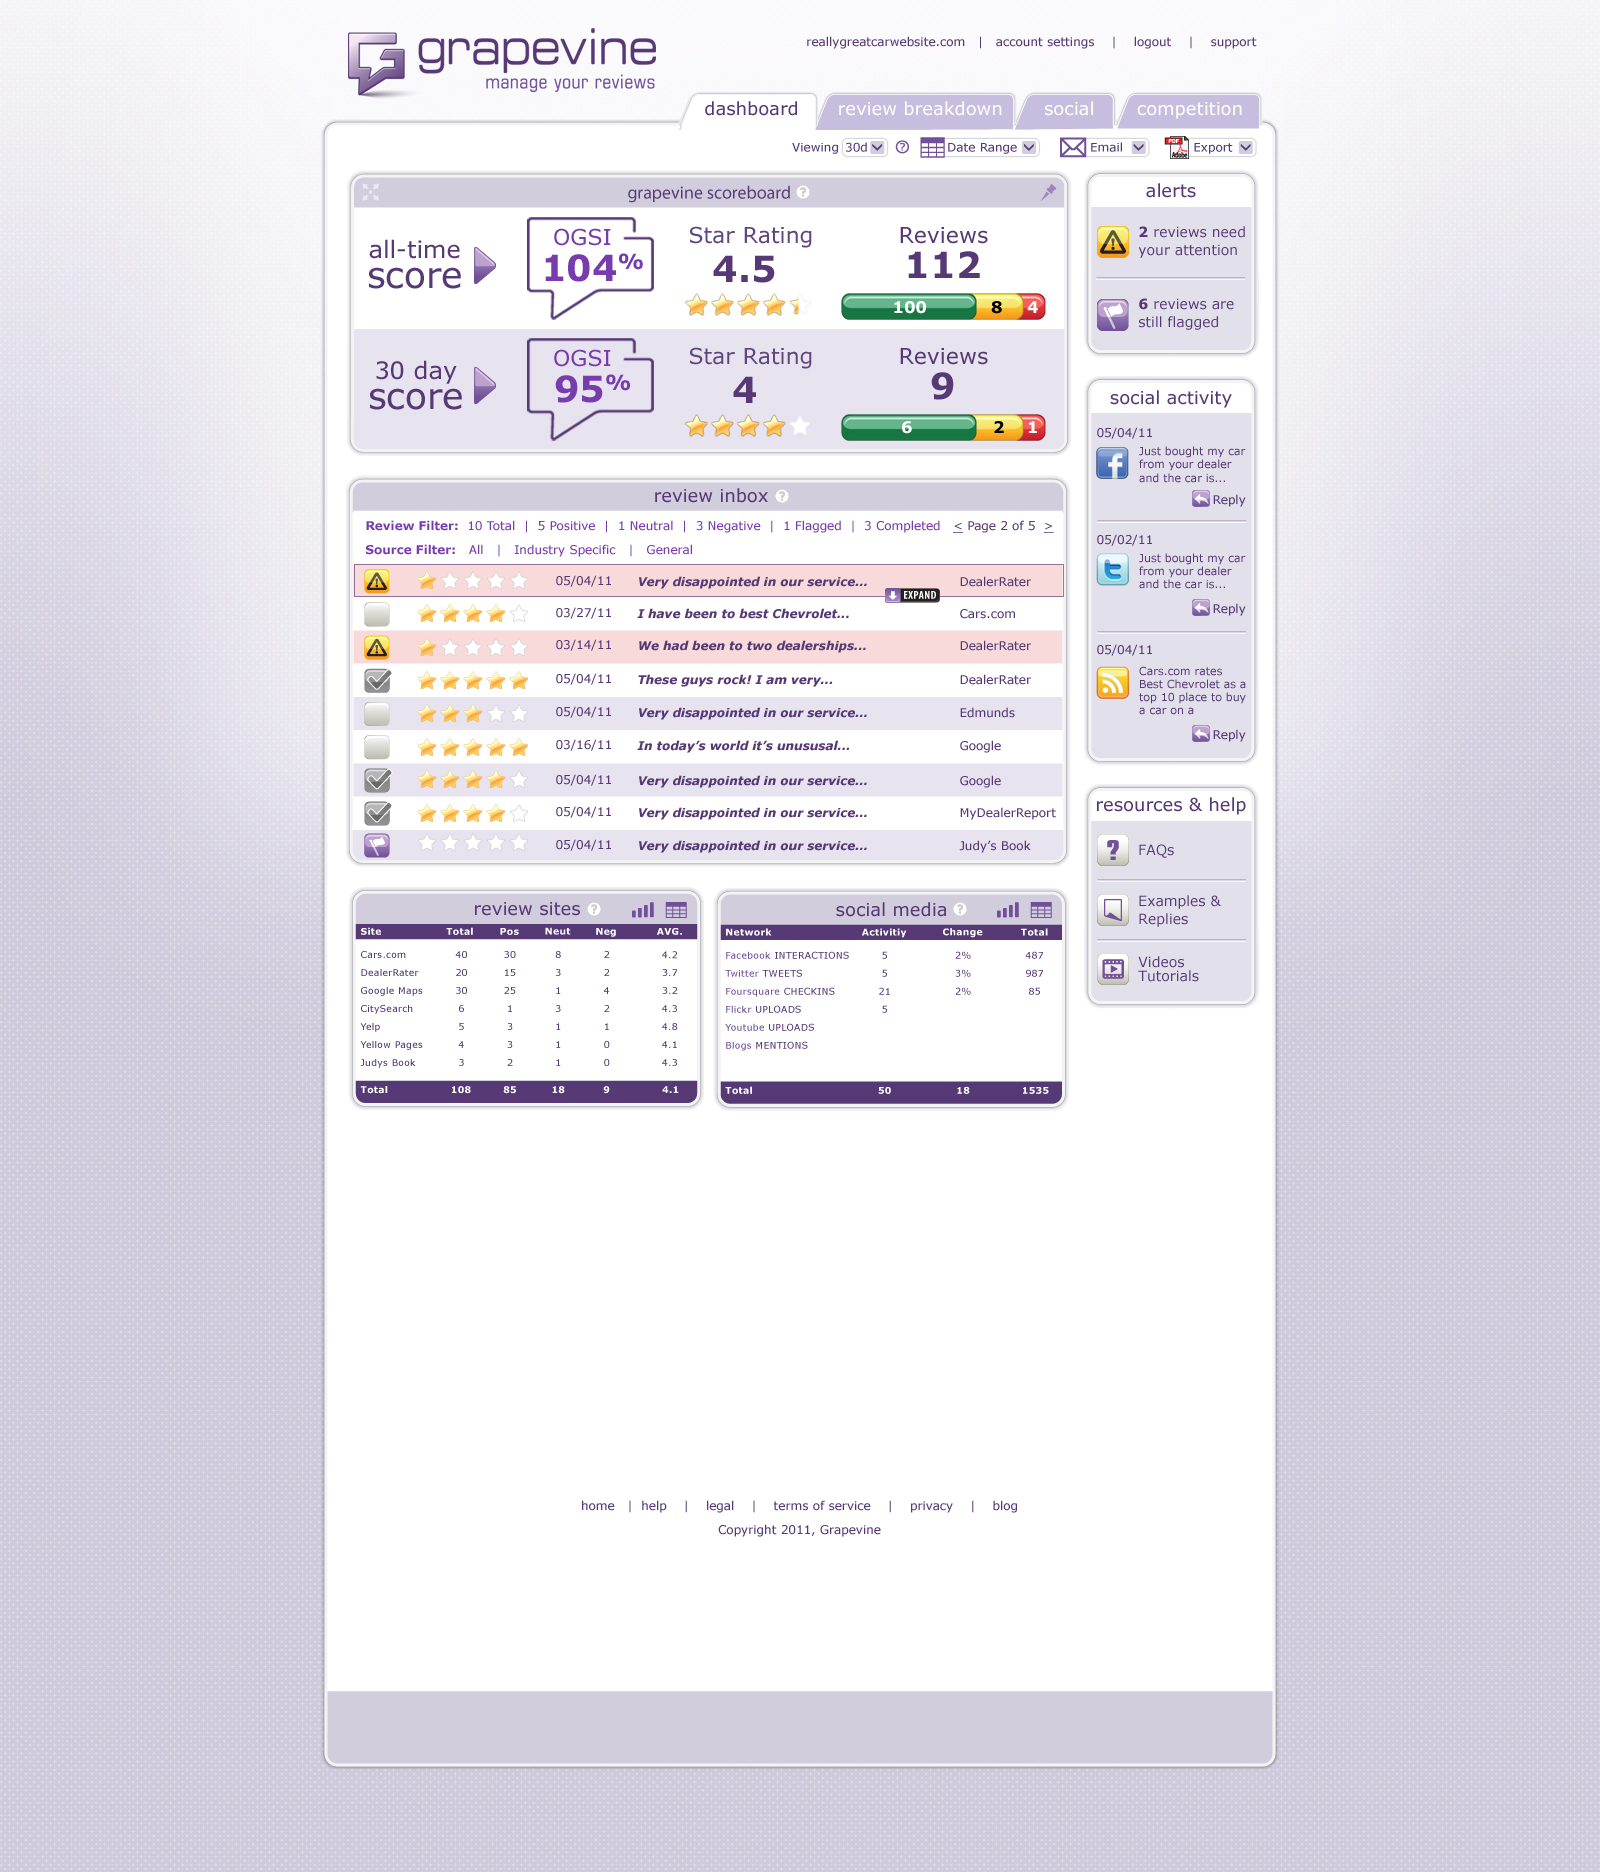 grapevine
manage your reviews
reallygreatcarwebsite.com | account settings | logout | support
dashboard review breakdown social competition
Viewing 30d ? Date Range Email PDF Adobe Export
grapevine scoreboard ?
all-time score
OGSI 104%
Star Rating 4.5
Reviews 112
100 8 4
30 day score
OGSI 95%
Star Rating 4
Reviews 9
6 2 1
review inbox ?
Review Filter: 10 Total | 5 Positive | 1 Neutral | 3 Negative | 1 Flagged | 3 Completed < Page 2 of 5 >
Source Filter: All | Industry Specific | General
05/04/11 Very disappointed in our service... DealerRater
EXPAND
03/27/11 I have been to best Chevrolet... Cars.com
03/14/11 We had been to two dealerships... DealerRater
05/04/11 These guys rock! I am very... DealerRater
05/04/11 Very disappointed in our service... Edmunds
03/16/11 In today's world it's unususal... Google
05/04/11 Very disappointed in our service... Google
05/04/11 Very disappointed in our service... MyDealerReport
05/04/11 Very disappointed in our service... Judy's Book
review sites ?
Site Total Pos Neut Neg AVG.
Cars.com 40 30 8 2 4.2
DealerRater 20 15 3 2 3.7
Google Maps 30 25 1 4 3.2
CitySearch 6 1 3 2 4.3
Yelp 5 3 1 1 4.8
Yellow Pages 4 3 1 0 4.1
Judys Book 3 2 1 0 4.3
Total 108 85 18 9 4.1
social media ?
Network Activitiy Change Total
Facebook INTERACTIONS 5 2% 487
Twitter TWEETS 5 3% 987
Foursquare CHECKINS 21 2% 85
Flickr UPLOADS 5
Youtube UPLOADS
Blogs MENTIONS
Total 50 18 1535
alerts
2 reviews need
your attention
6 reviews are
still flagged
social activity
05/04/11
Just bought my car
from your dealer
and the car is...
Reply
05/02/11
Just bought my car
from your dealer
and the car is...
Reply
05/04/11
Cars.com rates
Best Chevrolet as a
top 10 place to buy
a car on a
Reply
resources & help
? FAQs
Examples &
Replies
Videos
Tutorials
home | help | legal | terms of service | privacy | blog
Copyright 2011, Grapevine